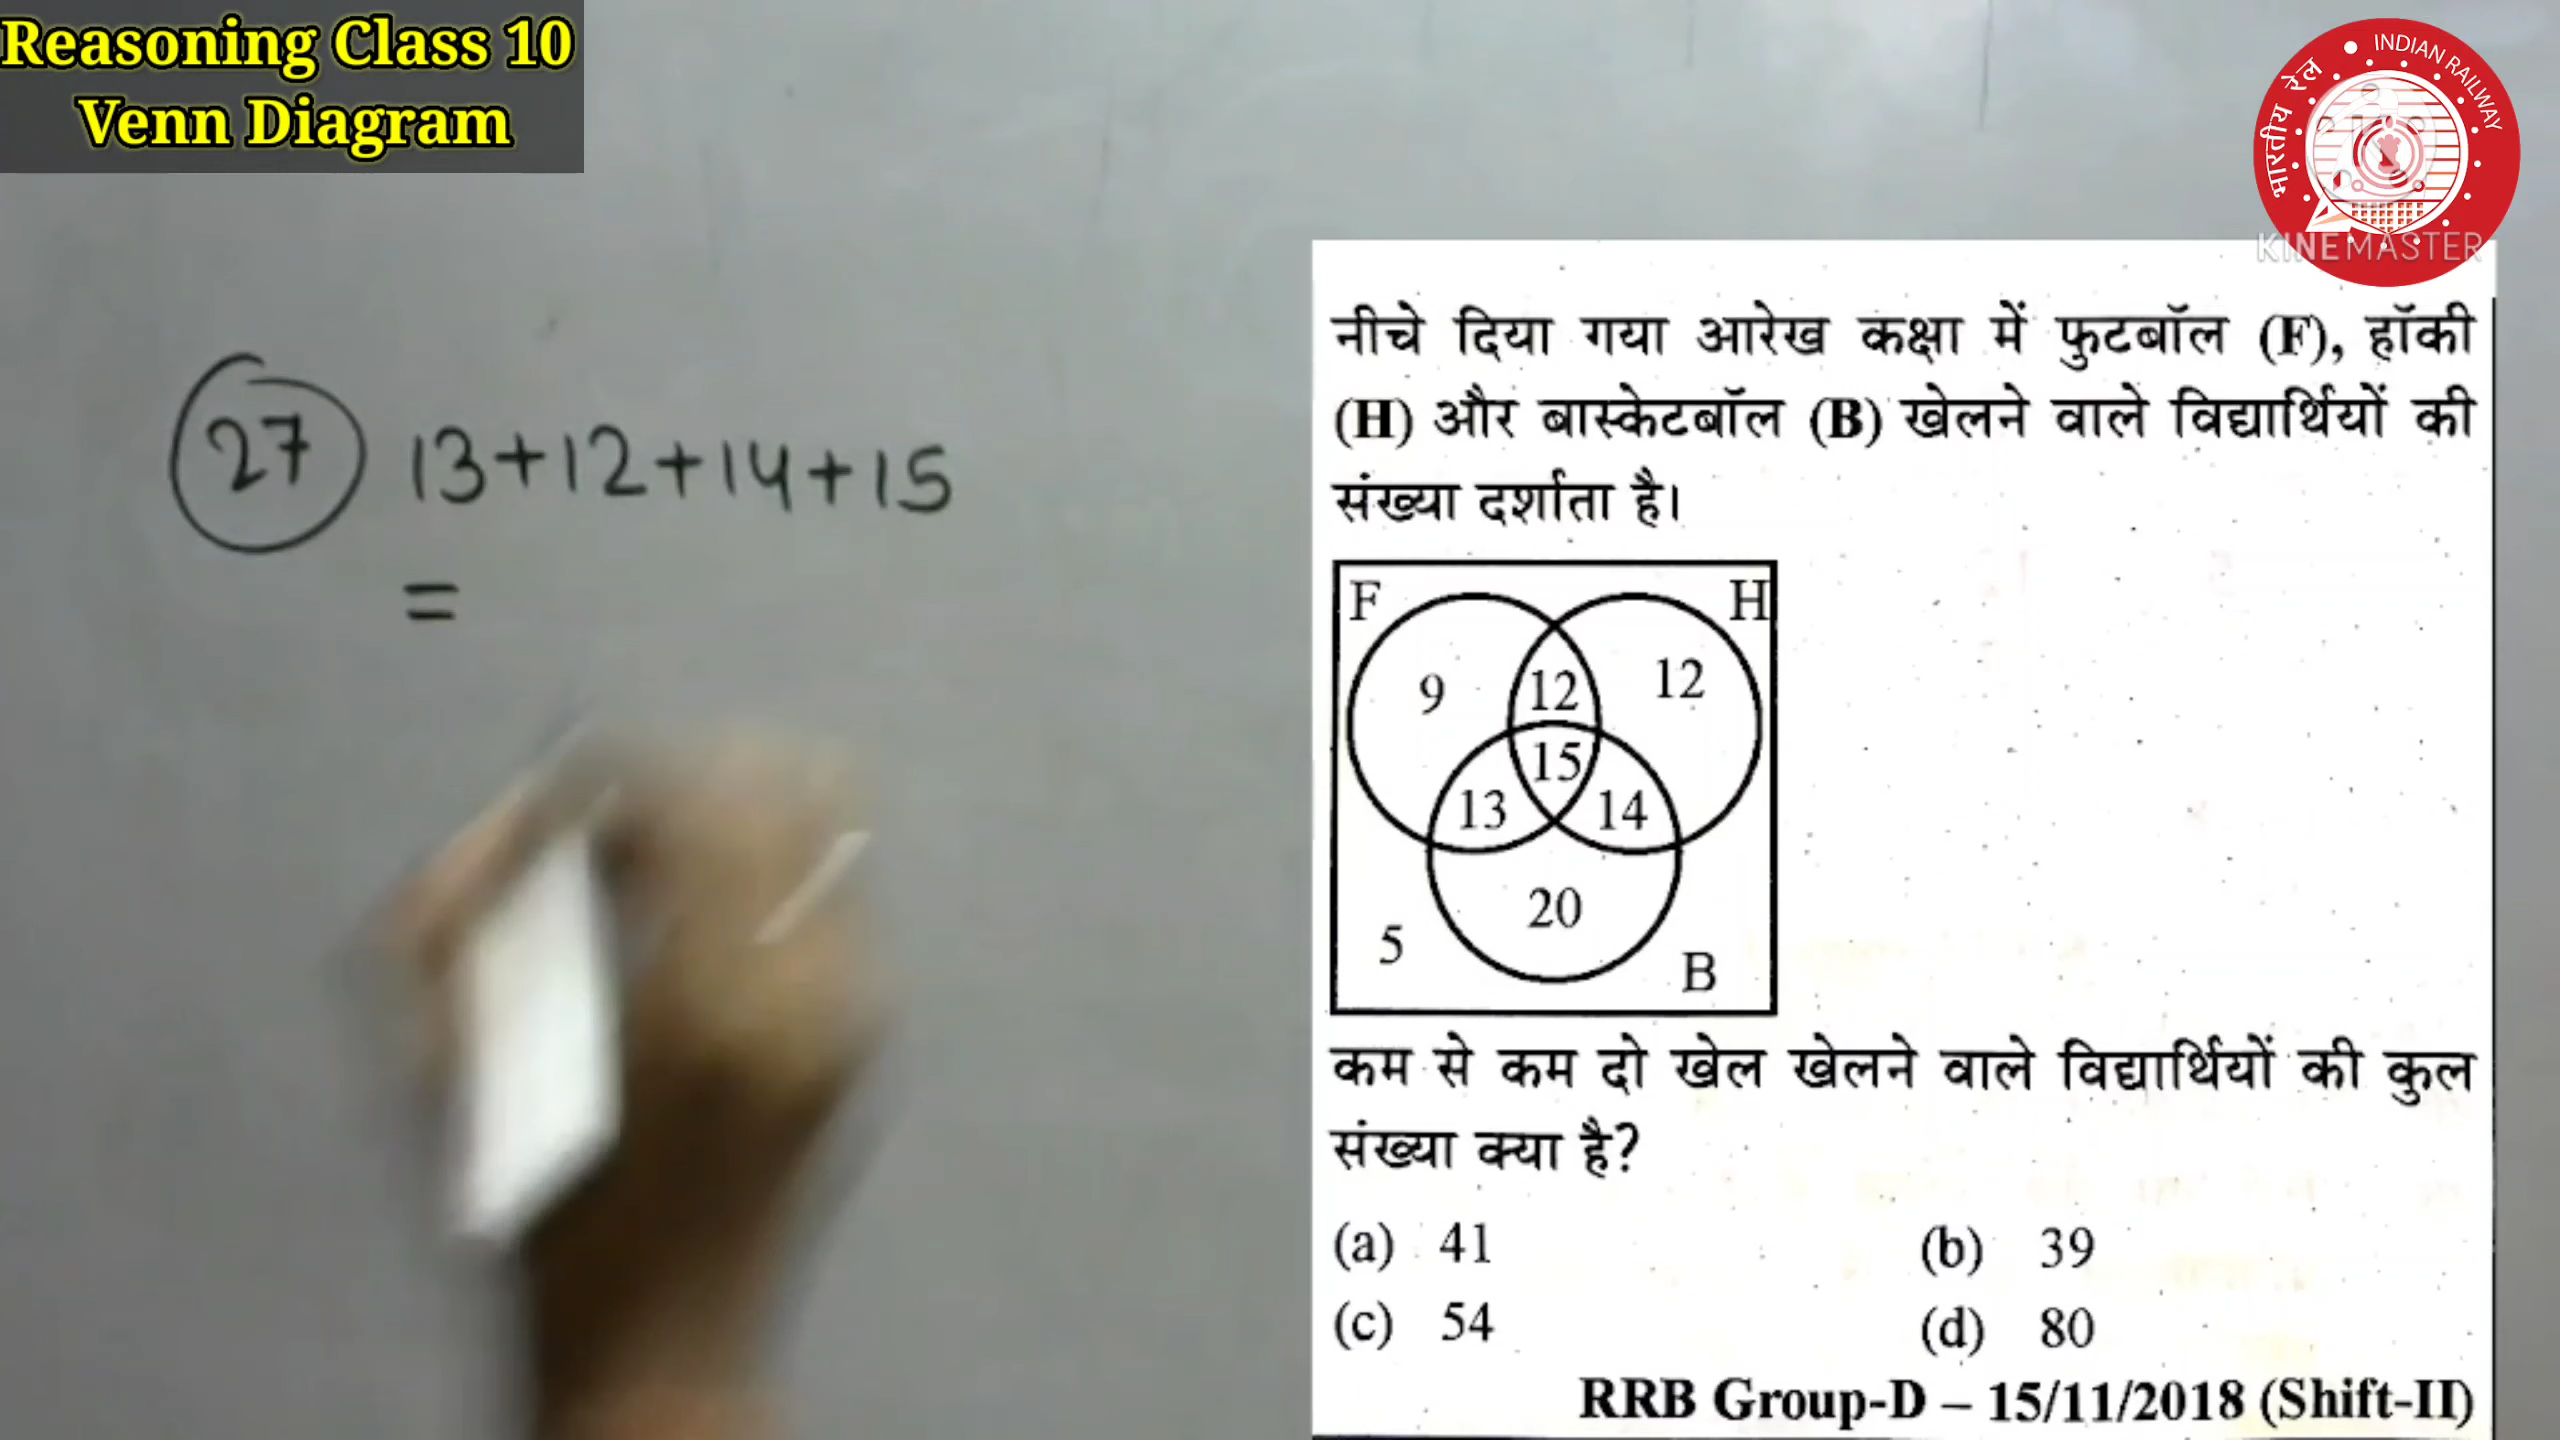 Reasoning Class 10
Venn Diagram
भारतीय रेल INDIAN RAILWAY
KINEMASTER
27 13+12+14+15
=
नीचे दिया गया आरेख कक्षा में फुटबॉल (F), हॉकी
(H) और बास्केटबॉल (B) खेलने वाले विद्यार्थियों की
संख्या दर्शाता है।
F H
9 12 12
15
13 14
20
5 B
कम से कम दो खेल खेलने वाले विद्यार्थियों की कुल
संख्या क्या है?
(a) 41 (b) 39
(c) 54 (d) 80
RRB Group-D – 15/11/2018 (Shift-II)